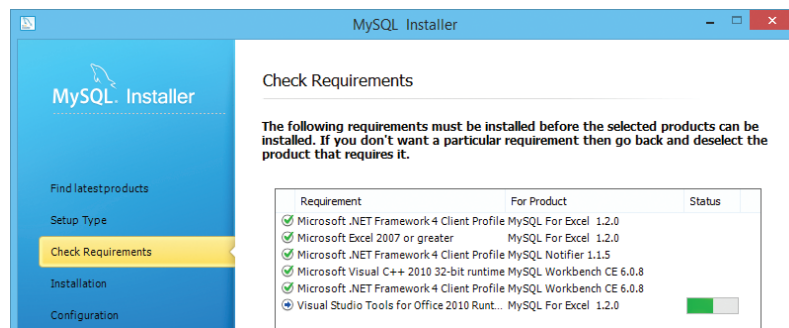 MySQL Installer
MySQL. Installer
Check Requirements
The following requirements must be installed before the selected products can be
installed. If you don't want a particular requirement then go back and deselect the
product that requires it.
Find latest products
Setup Type
Check Requirements
Installation
Configuration
Requirement For Product Status
Microsoft .NET Framework 4 Client Profile MySQL For Excel 1.2.0
Microsoft Excel 2007 or greater MySQL For Excel 1.2.0
Microsoft .NET Framework 4 Client Profile MySQL Notifier 1.1.5
Microsoft Visual C++ 2010 32-bit runtime MySQL Workbench CE 6.0.8
Microsoft .NET Framework 4 Client Profile MySQL Workbench CE 6.0.8
Visual Studio Tools for Office 2010 Runt... MySQL For Excel 1.2.0